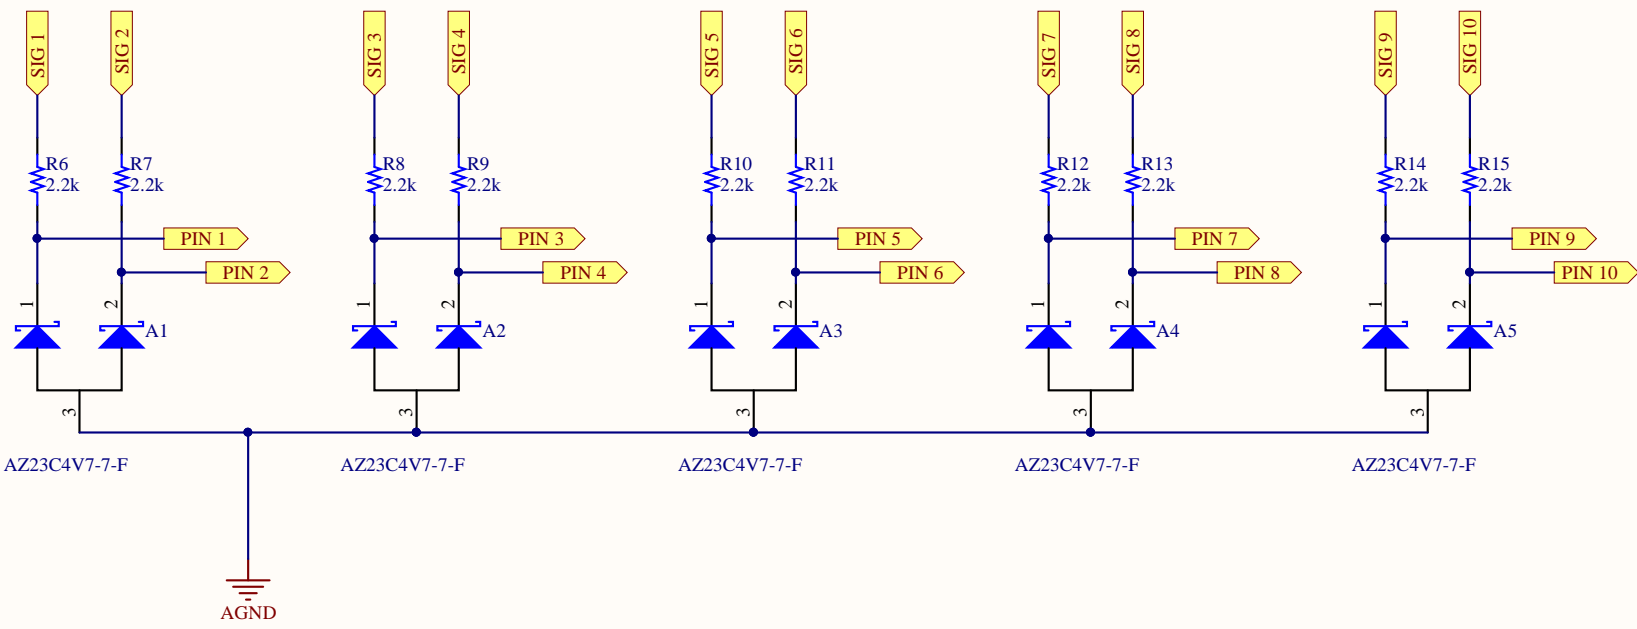 SIG 1
SIG 2
SIG 3
SIG 4
SIG 5
SIG 6
SIG 7
SIG 8
SIG 9
SIG 10
R6
2.2k
R7
2.2k
R8
2.2k
R9
2.2k
R10
2.2k
R11
2.2k
R12
2.2k
R13
2.2k
R14
2.2k
R15
2.2k
PIN 1
PIN 3
PIN 5
PIN 7
PIN 9
PIN 2
PIN 4
PIN 6
PIN 8
PIN 10
1
2
1
2
1
2
1
2
1
2
A1
A2
A3
A4
A5
3
3
3
3
3
AZ23C4V7-7-F
AZ23C4V7-7-F
AZ23C4V7-7-F
AZ23C4V7-7-F
AZ23C4V7-7-F
AGND